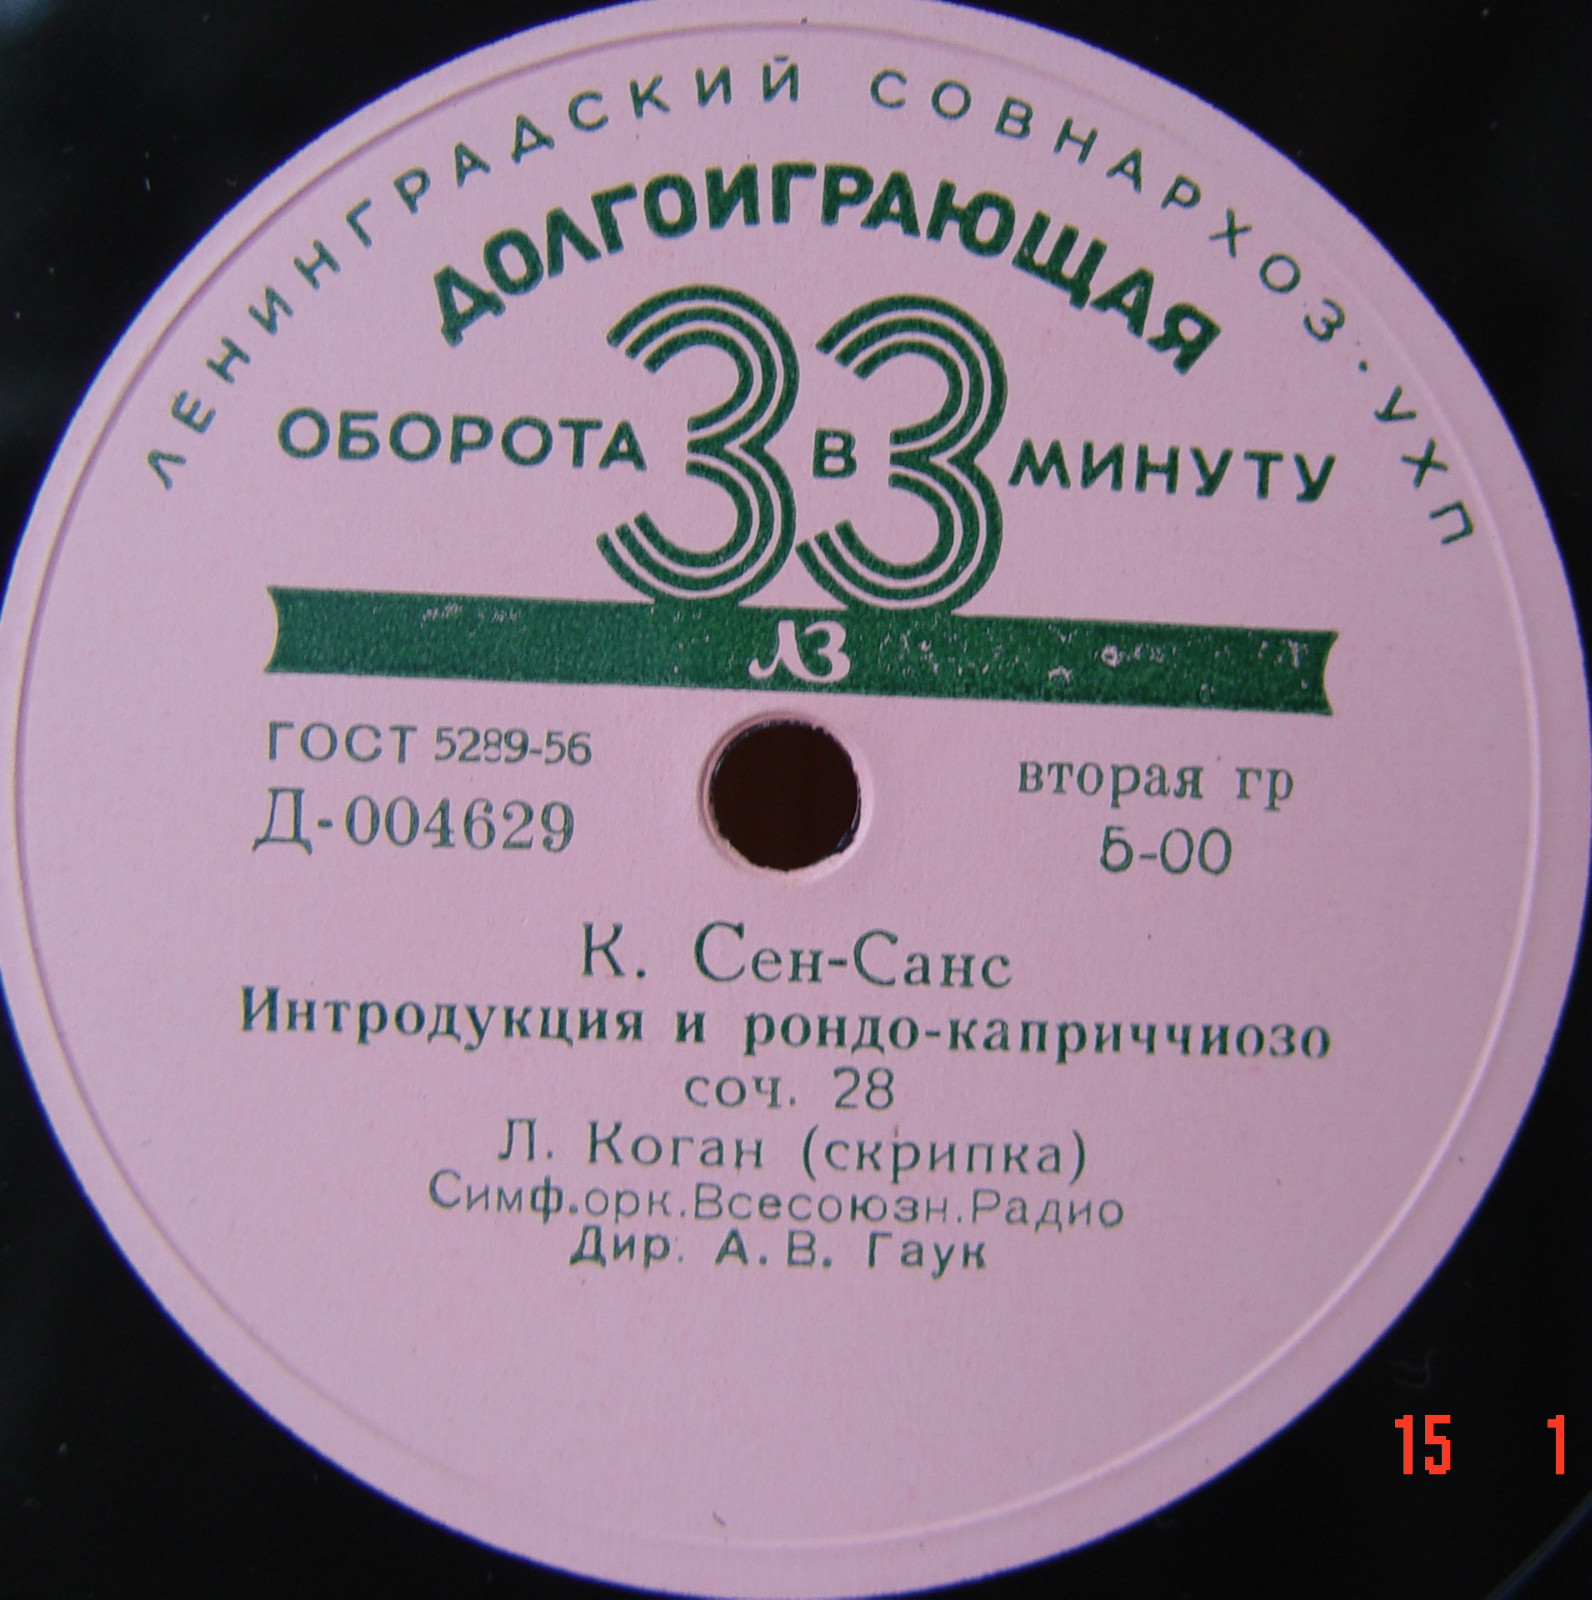 ЛЕНИНГРАДСКИЙ СОВНАРХОЗ · УХП
ДОЛГОИГРАЮЩАЯ
33
ОБОРОТА В МИНУТУ
ЛЗ
ГОСТ 5289-56
Д-004629
вторая гр
5-00
К. Сен-Санс
Интродукция и рондо-каприччиозо
соч. 28
Л. Коган (скрипка)
Симф.орк.Всесоюзн.Радио
Дир. А.В. Гаук
15 1